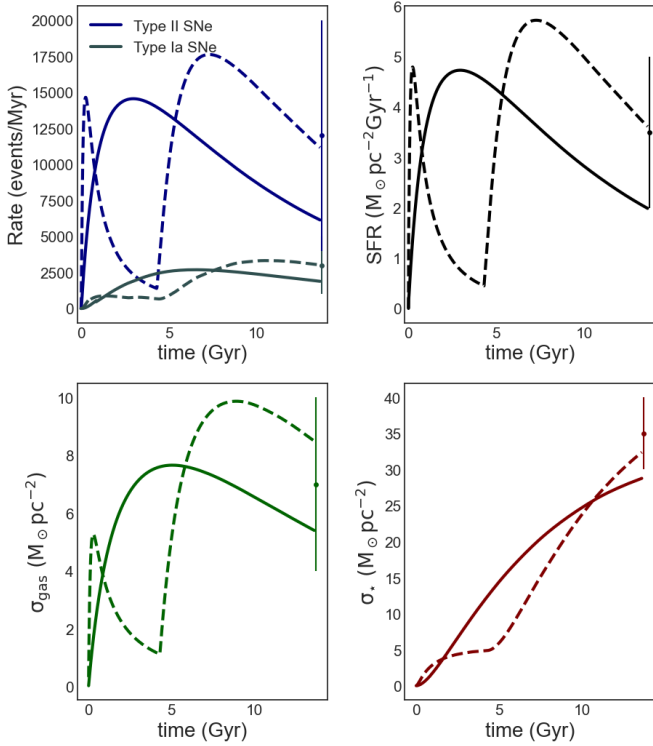 20000
17500
15000
12500
10000
7500
5000
2500
0
Rate (events/Myr)
Type II SNe
Type Ia SNe
0 5 10
time (Gyr)
6
5
4
3
2
1
0
SFR (M⊙pc⁻²Gyr⁻¹)
0 5 10
time (Gyr)
10
8
6
4
2
0
σgas (M⊙pc⁻²)
0 5 10
time (Gyr)
40
35
30
25
20
15
10
5
0
σ⋆ (M⊙pc⁻²)
0 5 10
time (Gyr)